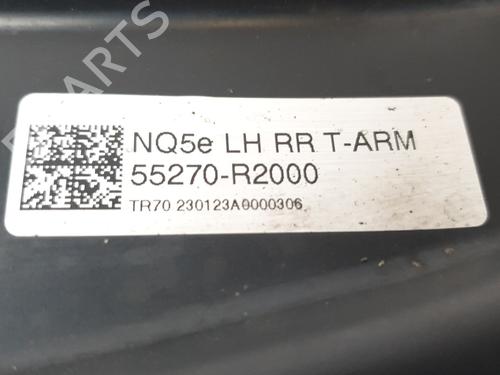 NQ5e LH RR T-ARM
55270-R2000
TR70 230123A0000306